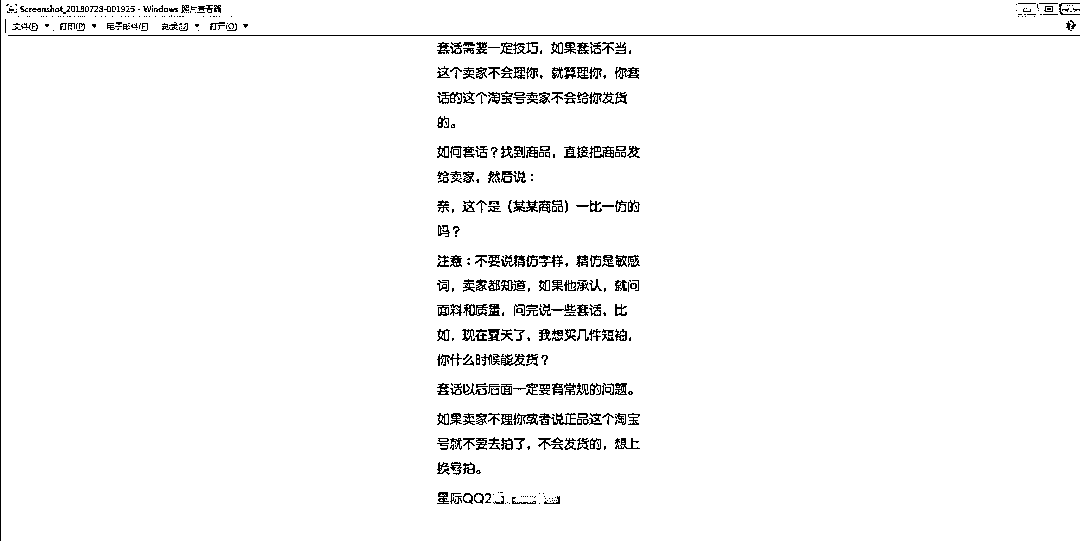 Screenshot_20180728-001925 - Windows 照片查看器
文件(F) 打印(P) 电子邮件(E) 刻录(U) 打开(O)
套话需要一定技巧，如果套话不当，
这个卖家不会理你，就算理你，你套
话的这个淘宝号卖家不会给你发货
的。
如何套话？找到商品，直接把商品发
给卖家，然后说：
亲，这个是（某某商品）一比一仿的
吗？
注意：不要说精仿字样，精仿是敏感
词，卖家都知道，如果他承认，就问
面料和质量，问完说一些套话，比
如，现在夏天了，我想买几件短袖，
你什么时候能发货？
套话以后后面一定要有常规的问题。
如果卖家不理你或者说正品这个淘宝
号就不要去拍了，不会发货的，想上
换号拍。
星际QQ2